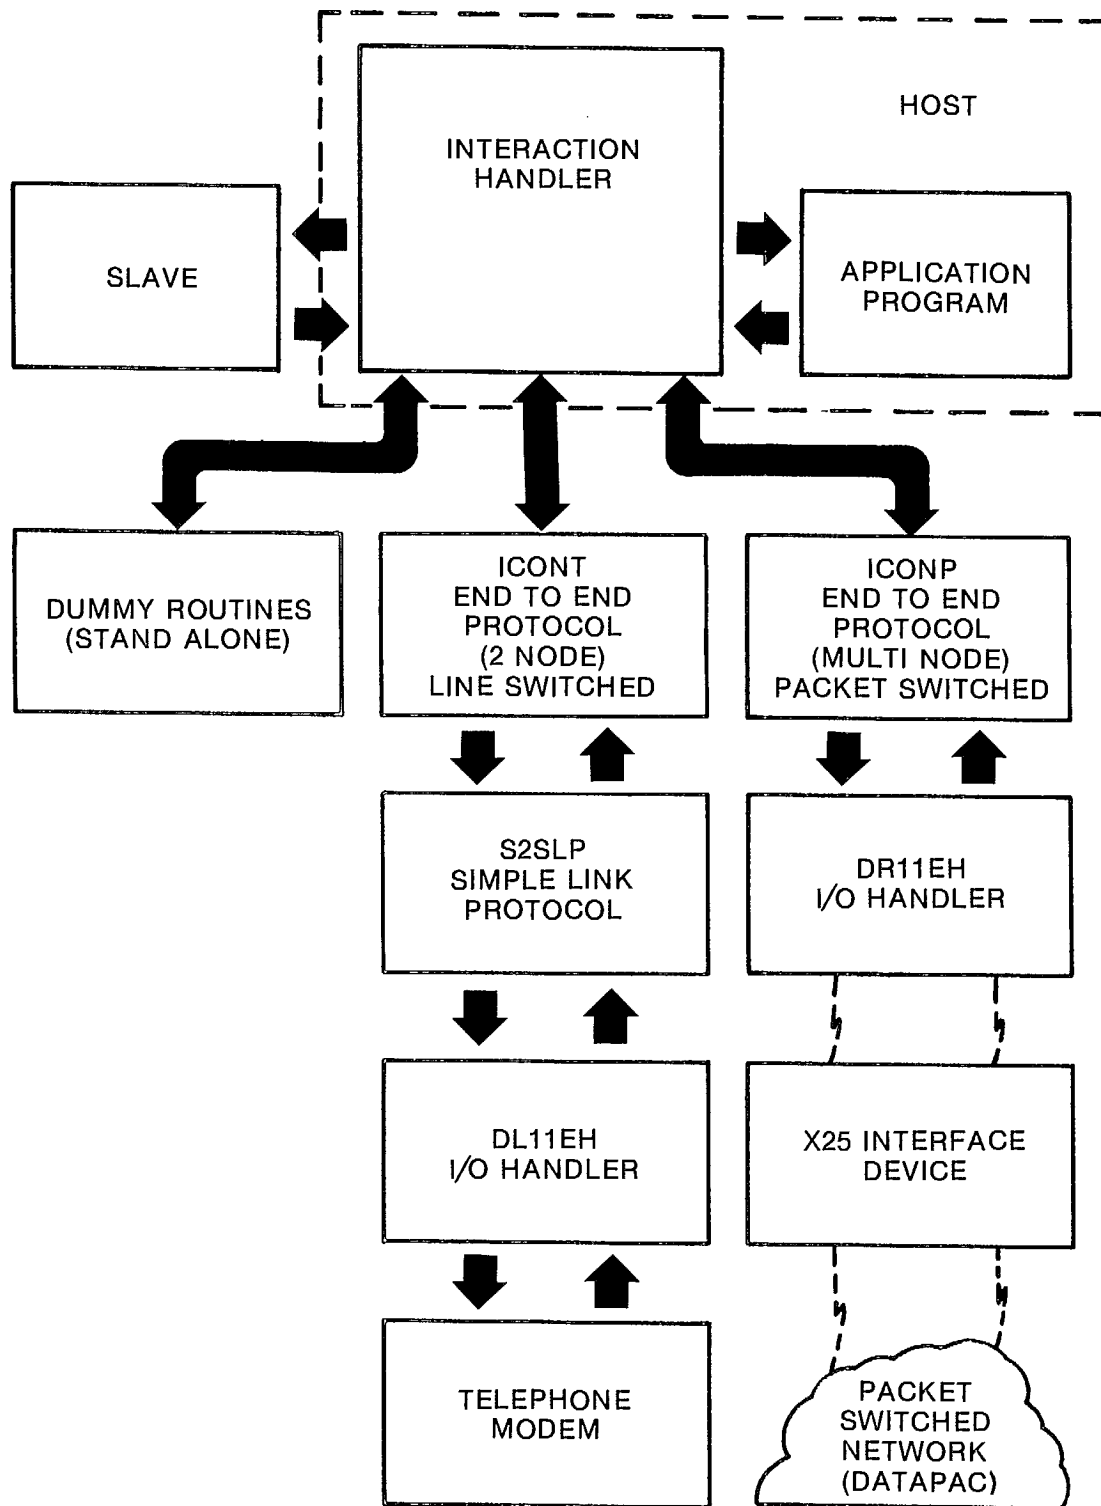 HOST
INTERACTION
HANDLER
SLAVE
APPLICATION
PROGRAM
DUMMY ROUTINES
(STAND ALONE)
ICONT
END TO END
PROTOCOL
(2 NODE)
LINE SWITCHED
ICONP
END TO END
PROTOCOL
(MULTI NODE)
PACKET SWITCHED
S2SLP
SIMPLE LINK
PROTOCOL
DR11EH
I/O HANDLER
DL11EH
I/O HANDLER
X25 INTERFACE
DEVICE
TELEPHONE
MODEM
PACKET
SWITCHED
NETWORK
(DATAPAC)